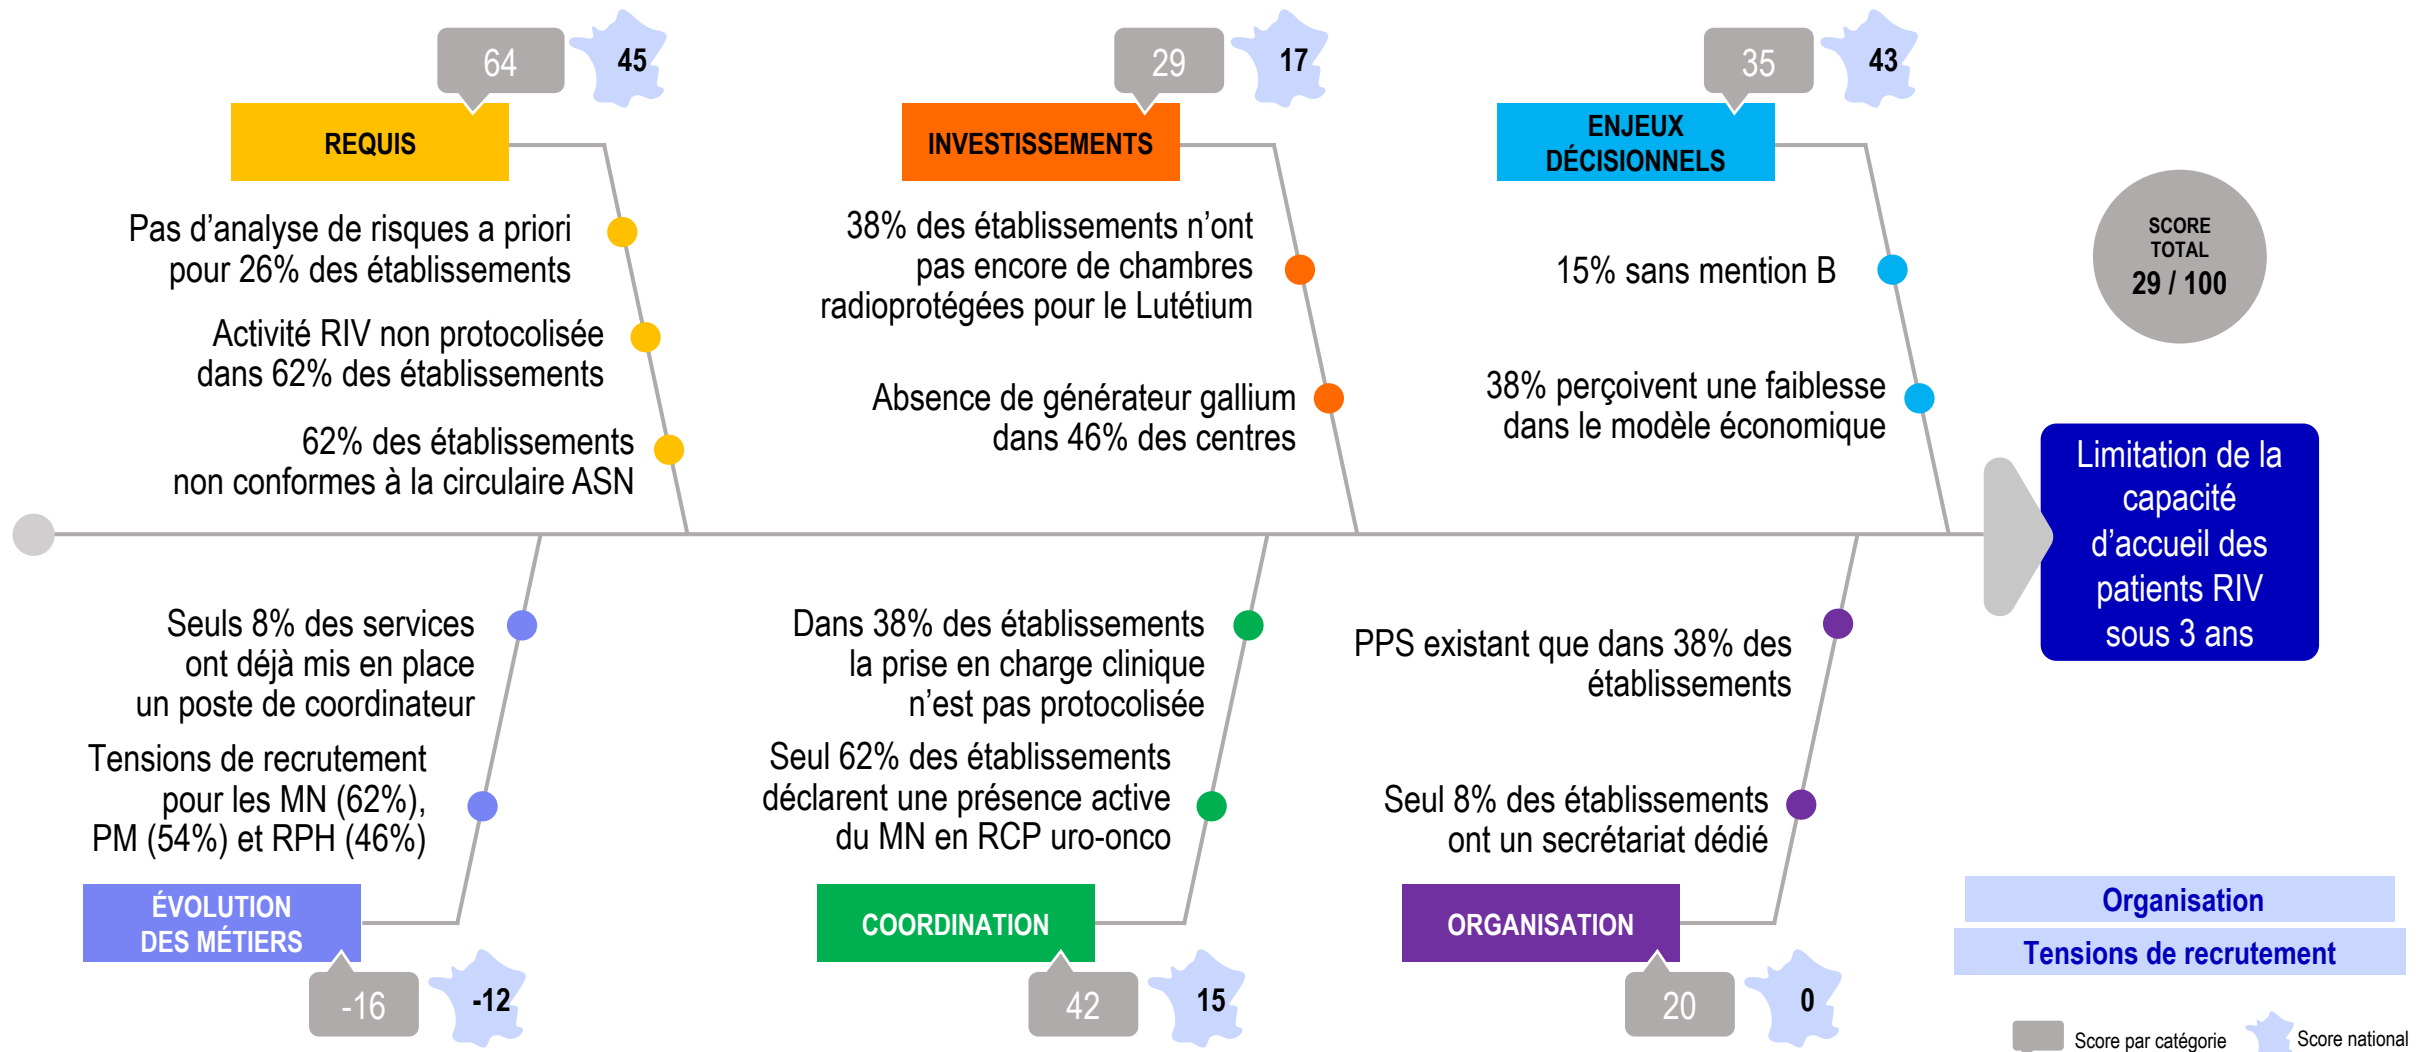 64
45
29
17
35
43
REQUIS
INVESTISSEMENTS
ENJEUX
DÉCISIONNELS
Pas d'analyse de risques a priori
pour 26% des établissements
Activité RIV non protocolisée
dans 62% des établissements
62% des établissements
non conformes à la circulaire ASN
38% des établissements n'ont
pas encore de chambres
radioprotégées pour le Lutétium
Absence de générateur gallium
dans 46% des centres
15% sans mention B
38% perçoivent une faiblesse
dans le modèle économique
SCORE
TOTAL
29 / 100
Limitation de la
capacité
d'accueil des
patients RIV
sous 3 ans
Seuls 8% des services
ont déjà mis en place
un poste de coordinateur
Tensions de recrutement
pour les MN (62%),
PM (54%) et RPH (46%)
Dans 38% des établissements
la prise en charge clinique
n'est pas protocolisée
Seul 62% des établissements
déclarent une présence active
du MN en RCP uro-onco
PPS existant que dans 38% des
établissements
Seul 8% des établissements
ont un secrétariat dédié
ÉVOLUTION
DES MÉTIERS
COORDINATION
ORGANISATION
-16
-12
42
15
20
0
Organisation
Tensions de recrutement
Score par catégorie
Score national